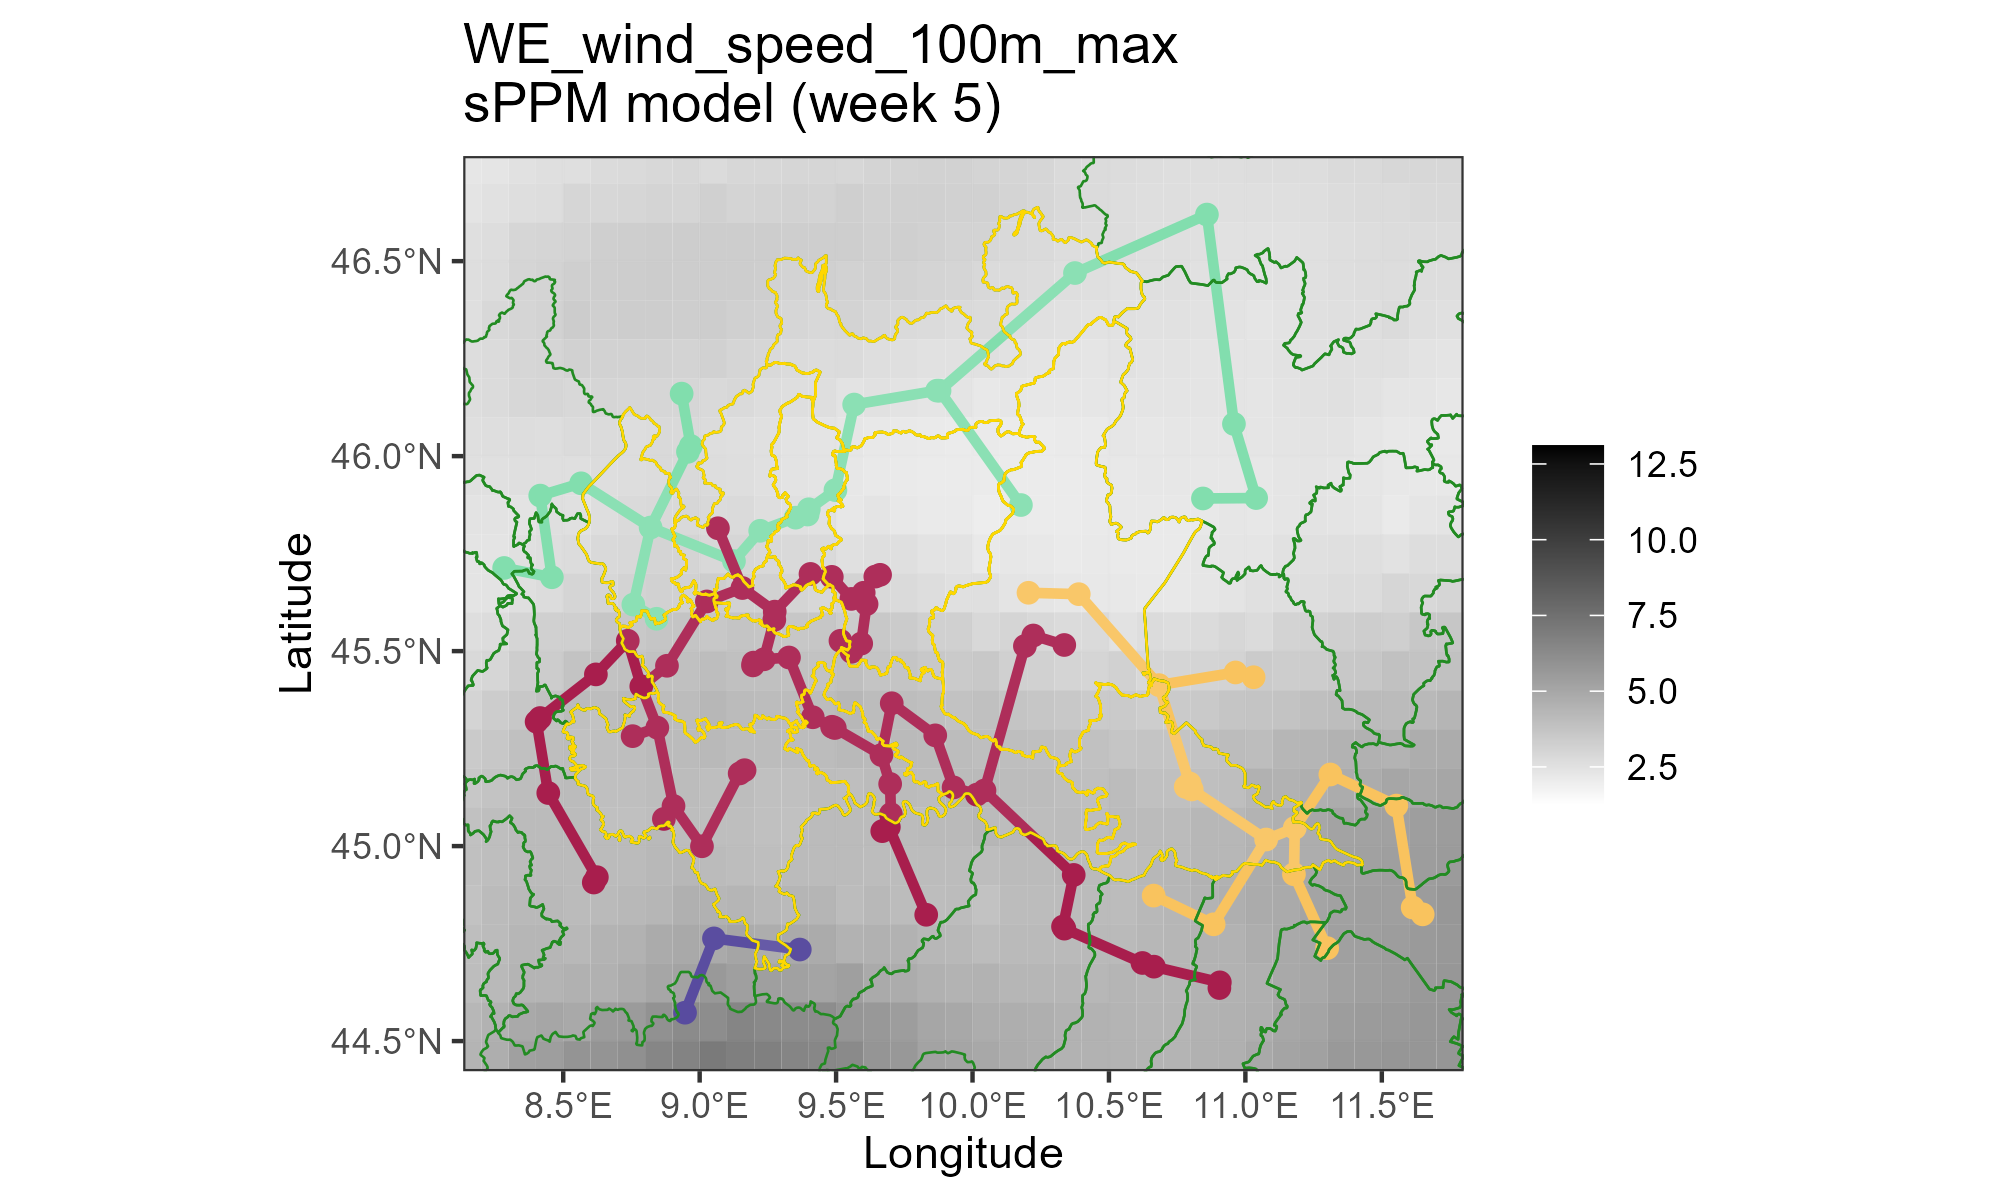 WE_wind_speed_100m_max
sPPM model (week 5)
46.5°N
46.0°N
45.5°N
45.0°N
44.5°N
Latitude
8.5°E 9.0°E 9.5°E 10.0°E 10.5°E 11.0°E 11.5°E
Longitude
12.5
10.0
7.5
5.0
2.5